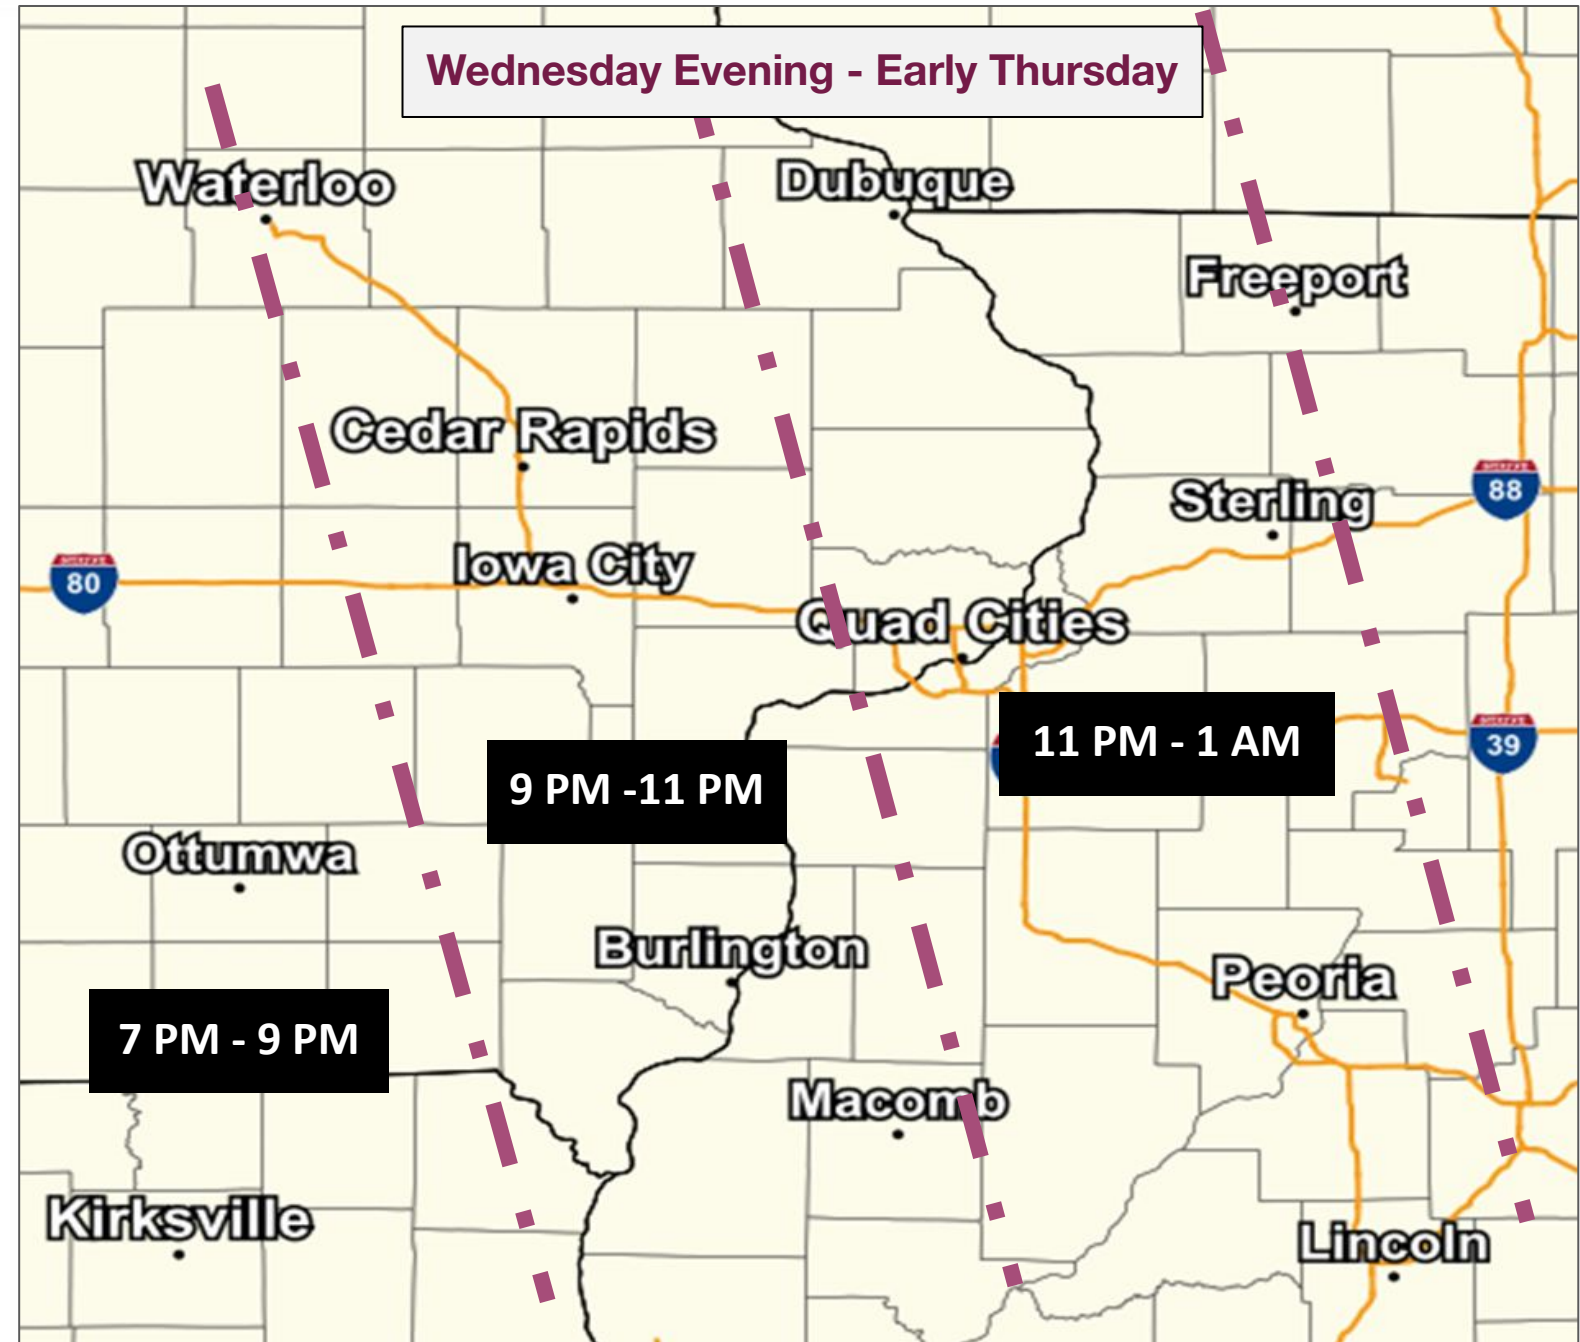 Wednesday Evening - Early Thursday
Waterloo
Dubuque
Freeport
Cedar Rapids
Sterling
88
Iowa City
80
Quad Cities
11 PM - 1 AM
39
9 PM -11 PM
Ottumwa
Burlington
Peoria
7 PM - 9 PM
Macomb
Kirksville
Lincoln